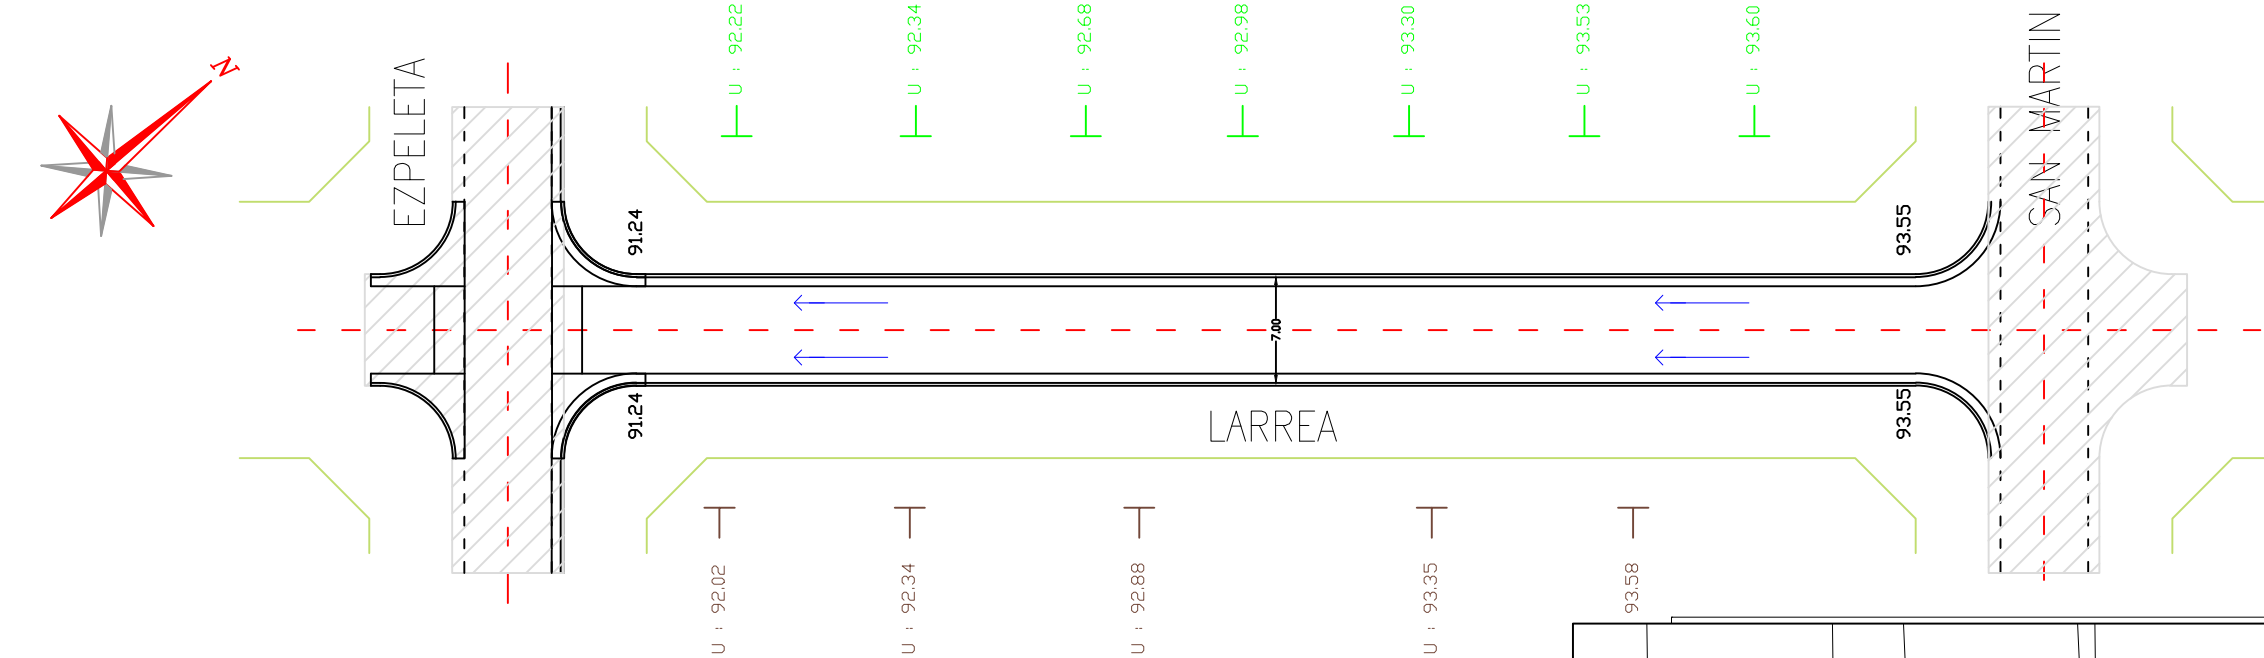 N
EZPELETA
U : 92.22
U : 92.34
U : 92.68
U : 92.98
U : 93.30
U : 93.53
U : 93.60
SAN MARTIN
91.24
93.55
7.00
91.24
93.55
LARREA
U : 92.02
U : 92.34
U : 92.88
U : 93.35
93.58